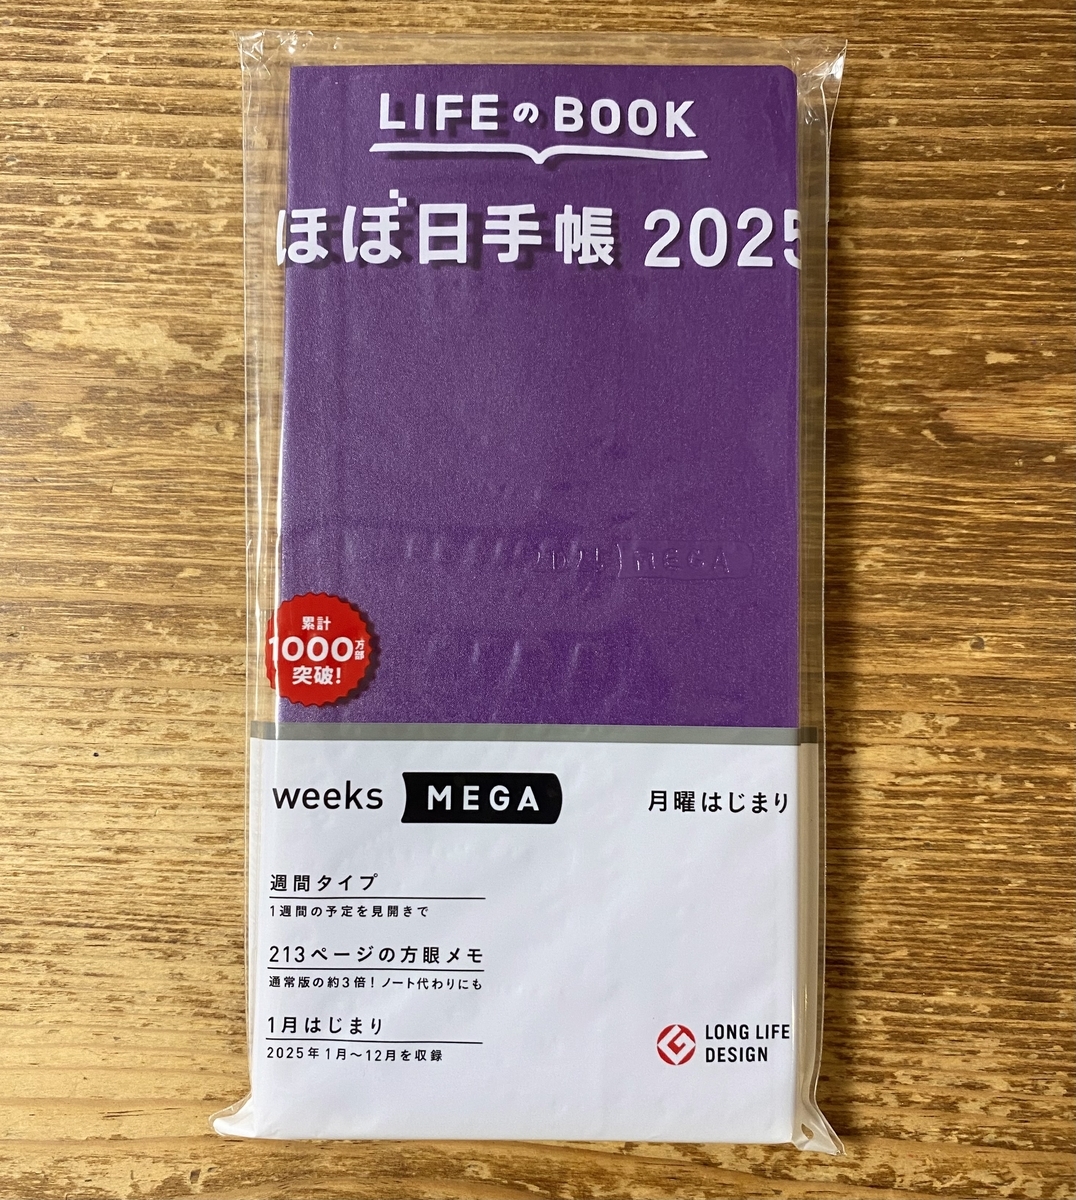 LIFEのBOOK
ほぼ日手帳 2025
2025 MEGA
累計
1000万部
突破!
weeks MEGA
月曜はじまり
週間タイプ
1週間の予定を見開きで
213ページの方眼メモ
通常版の約3倍!ノート代わりにも
1月はじまり
2025年1月〜12月を収録
LONG LIFE
DESIGN